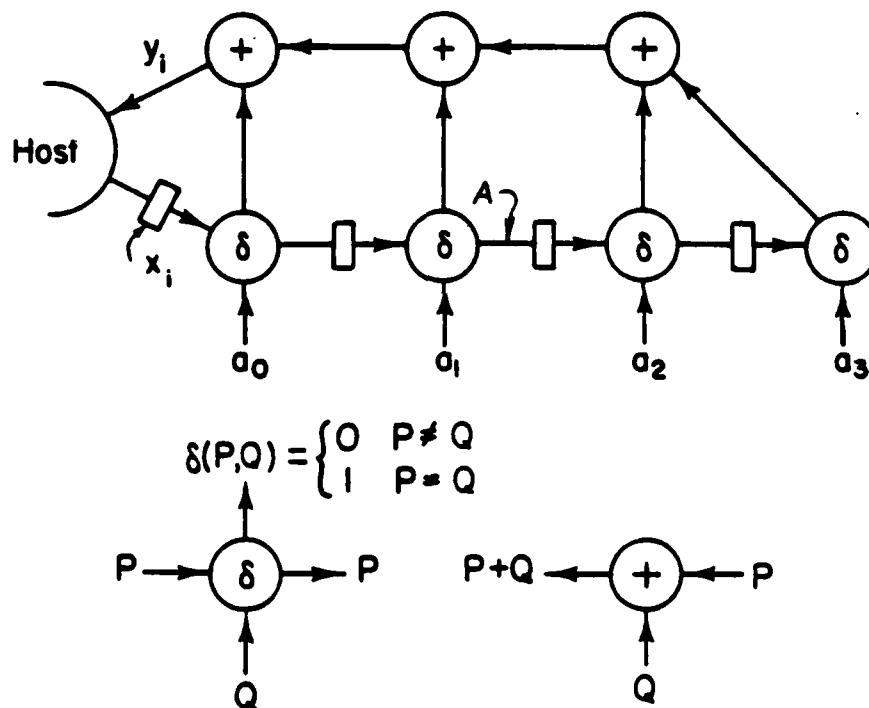 + + +
y_i
Host
A
δ δ δ δ
x_i
a_0 a_1 a_2 a_3
δ(P,Q) = { 0 P ≠ Q
1 P = Q
P δ P P+Q + P
Q Q